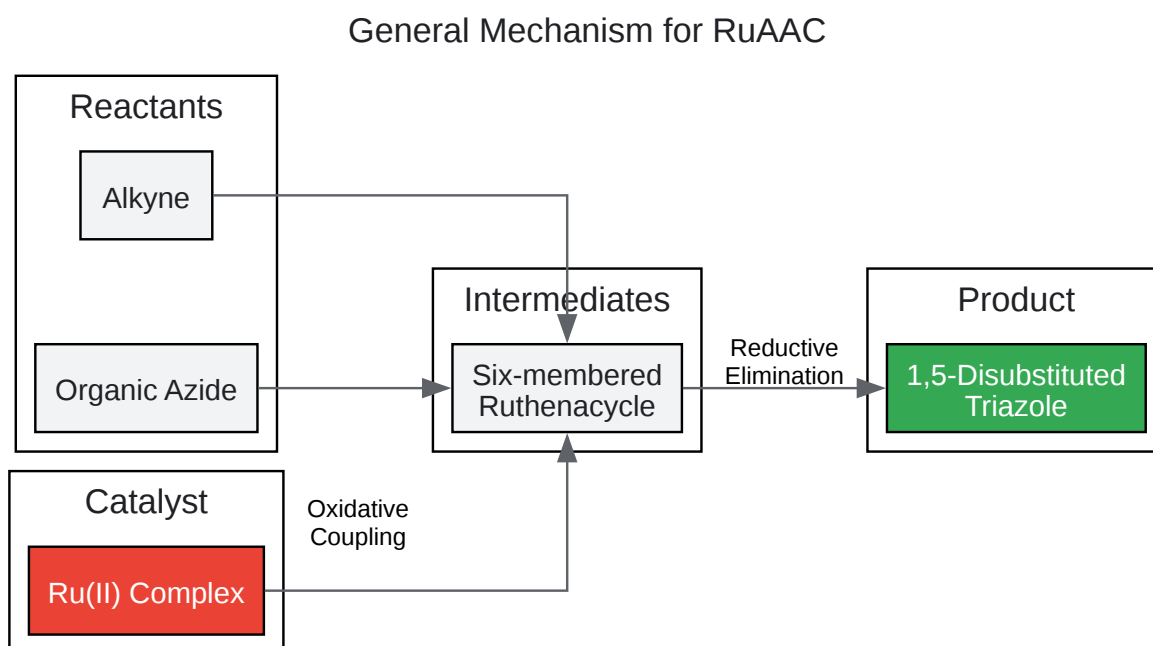 General Mechanism for RuAAC
Reactants
Alkyne
Organic Azide
Intermediates
Six-membered
Ruthenacycle
Reductive
Elimination
Product
1,5-Disubstituted
Triazole
Catalyst
Ru(II) Complex
Oxidative
Coupling